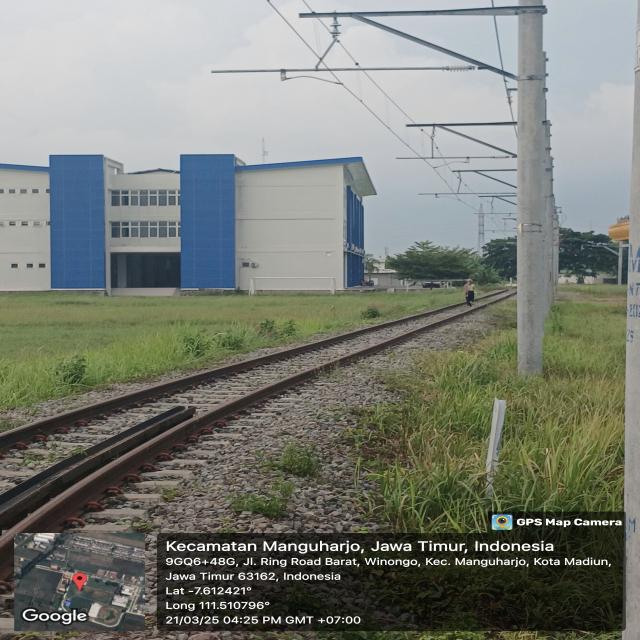 GPS Map Camera
Kecamatan Manguharjo, Jawa Timur, Indonesia
9GQ6+48G, Jl. Ring Road Barat, Winongo, Kec. Manguharjo, Kota Madiun,
Jawa Timur 63162, Indonesia
Lat -7.612421°
Long 111.510796°
21/03/25 04:25 PM GMT +07:00
Google